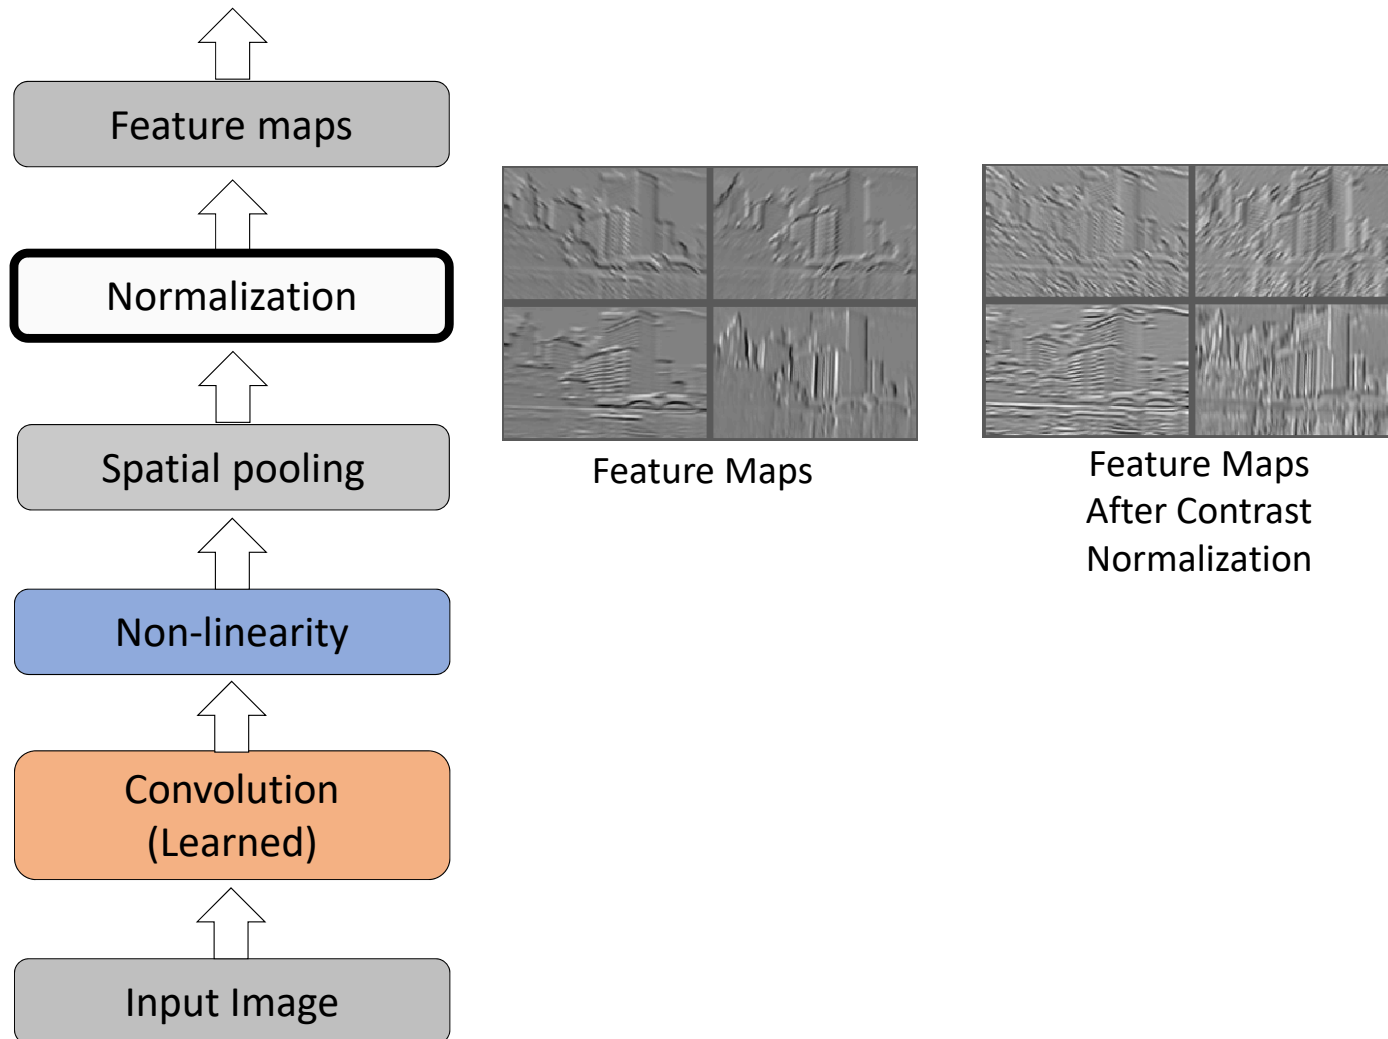 Feature maps
Normalization
Spatial pooling
Non-linearity
Convolution
(Learned)
Input Image
Feature Maps
Feature Maps
After Contrast
Normalization